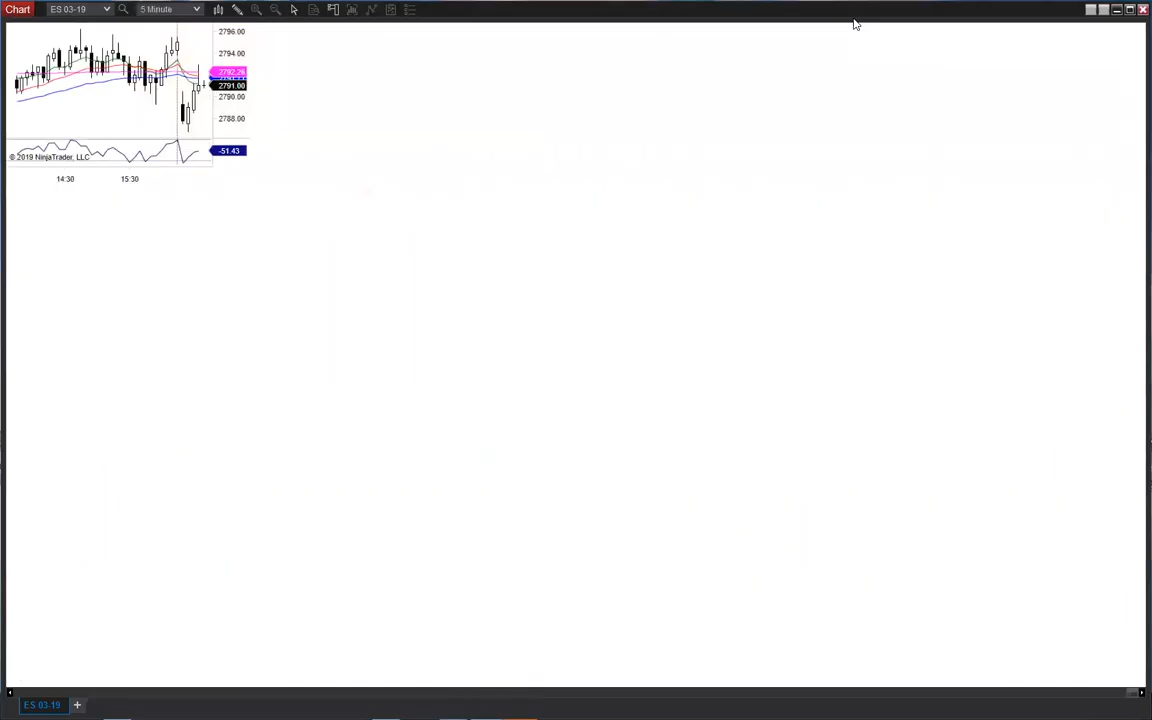 Chart ES 03-19 5 Minute
2796.00
2794.00
2791.00
2790.00
2788.00
-51.43
© 2019 NinjaTrader, LLC
14:30 15:30
ES 03-19 +